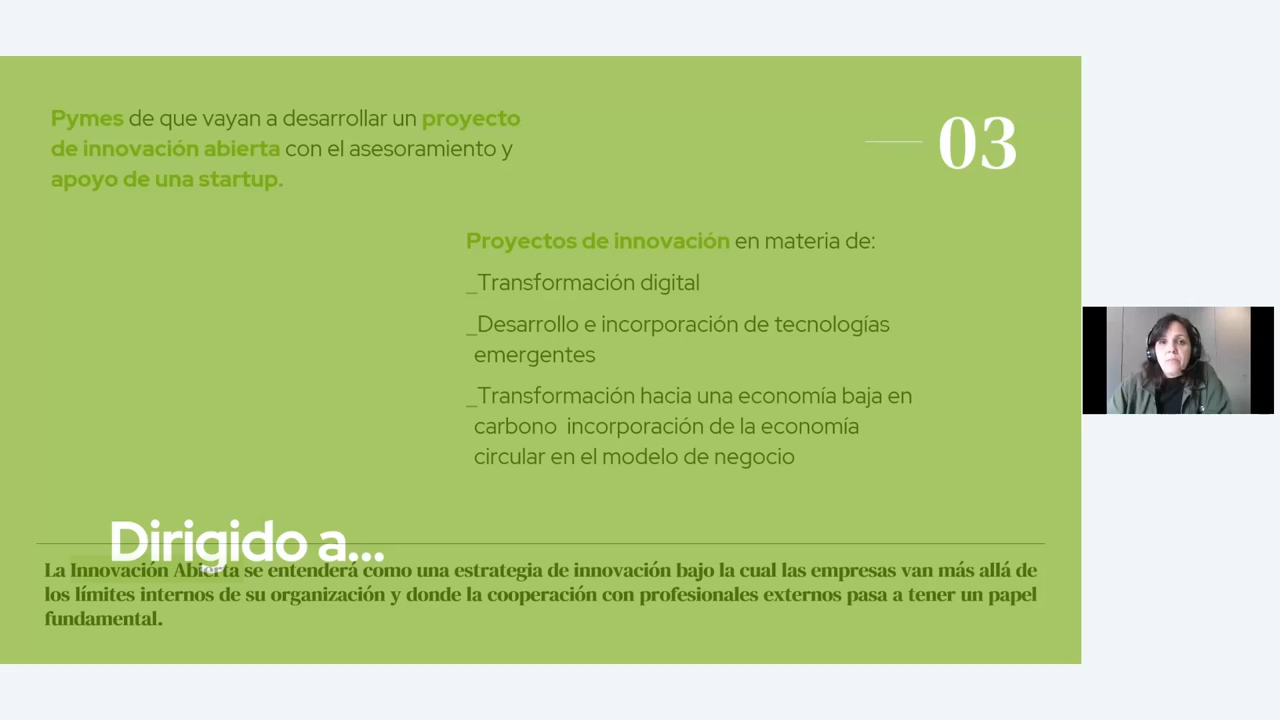 Pymes de que vayan a desarrollar un proyecto
de innovación abierta con el asesoramiento y
apoyo de una startup.
03
Proyectos de innovación en materia de:
_Transformación digital
_Desarrollo e incorporación de tecnologías
emergentes
_Transformación hacia una economía baja en
carbono incorporación de la economía
circular en el modelo de negocio
Dirigido a...
La Innovación Abierta se entenderá como una estrategia de innovación bajo la cual las empresas van más allá de
los límites internos de su organización y donde la cooperación con profesionales externos pasa a tener un papel
fundamental.